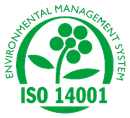 ENVIRONMENTAL MANAGEMENT SYSTEM
ISO 14001